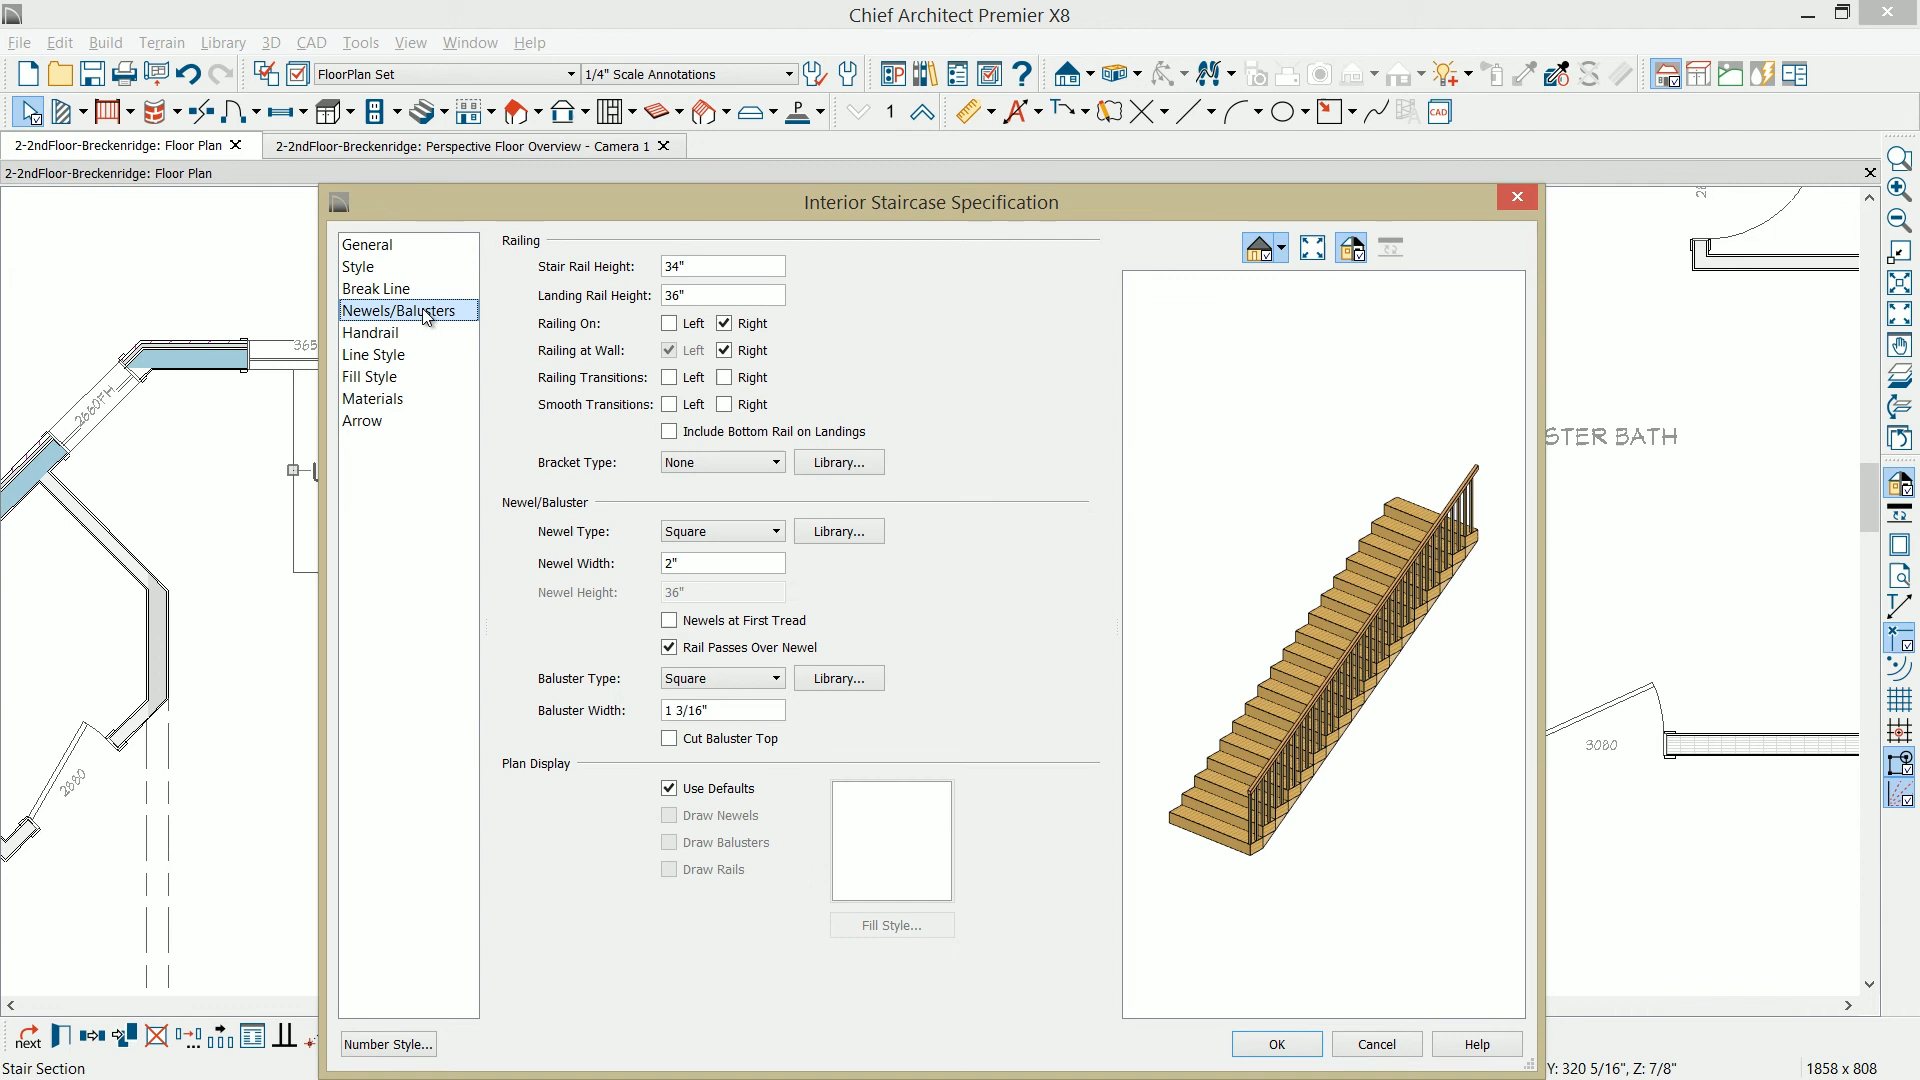 Chief Architect Premier X8
File Edit Build Terrain Library 3D CAD Tools View Window Help
FloorPlan Set 1/4" Scale Annotations
1
CAD
2-2ndFloor-Breckenridge: Floor Plan 2-2ndFloor-Breckenridge: Perspective Floor Overview - Camera 1
2-2ndFloor-Breckenridge: Floor Plan
Interior Staircase Specification
General
Style
Break Line
Newels/Balusters
Handrail
Line Style
Fill Style
Materials
Arrow
Railing
Stair Rail Height: 34"
Landing Rail Height: 36"
Railing On: Left Right
Railing at Wall: Left Right
Railing Transitions: Left Right
Smooth Transitions: Left Right
Include Bottom Rail on Landings
Bracket Type: None Library...
Newel/Baluster
Newel Type: Square Library...
Newel Width: 2"
Newel Height: 36"
Newels at First Tread
Rail Passes Over Newel
Baluster Type: Square Library...
Baluster Width: 1 3/16"
Cut Baluster Top
Plan Display
Use Defaults
Draw Newels
Draw Balusters
Draw Rails
Fill Style...
Number Style...
OK Cancel Help
365
2660FH
2880
STER BATH
3080
next
Stair Section
Y: 320 5/16", Z: 7/8"
1858 x 808